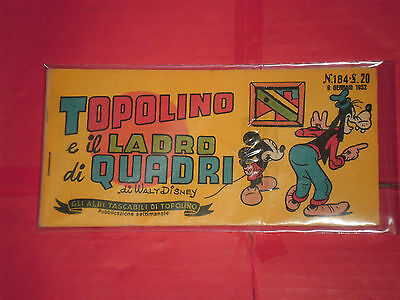 TOPOLINO
e il LADRO
di QUADRI
di WALT DISNEY
GLI ALBI TASCABILI DI TOPOLINO
Pubblicazione settimanale
N. 184 - £. 20
8 GENNAIO 1952